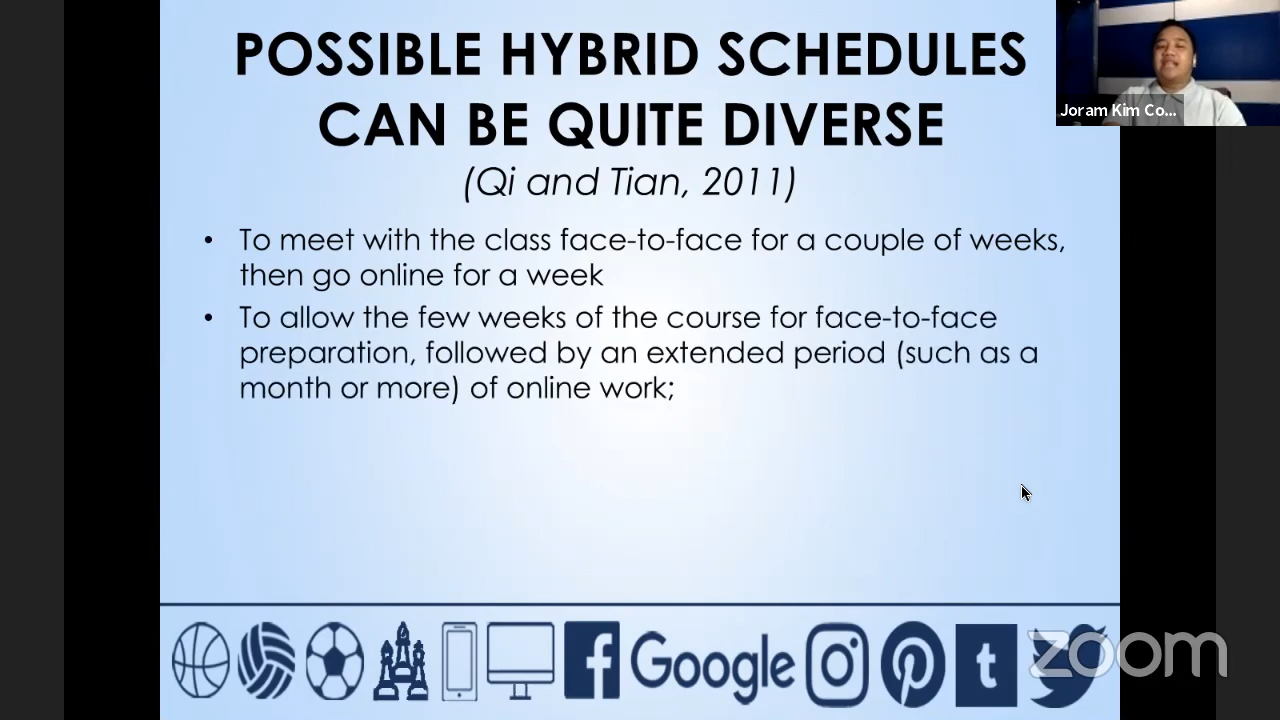 POSSIBLE HYBRID SCHEDULES
CAN BE QUITE DIVERSE
(Qi and Tian, 2011)
• To meet with the class face-to-face for a couple of weeks,
then go online for a week
• To allow the few weeks of the course for face-to-face
preparation, followed by an extended period (such as a
month or more) of online work;
Joram Kim Co...
Google
zoom